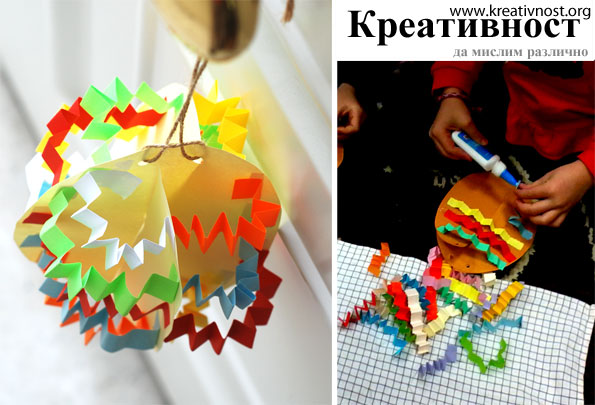 www.kreativnost.org
Креативност
да мислим различно